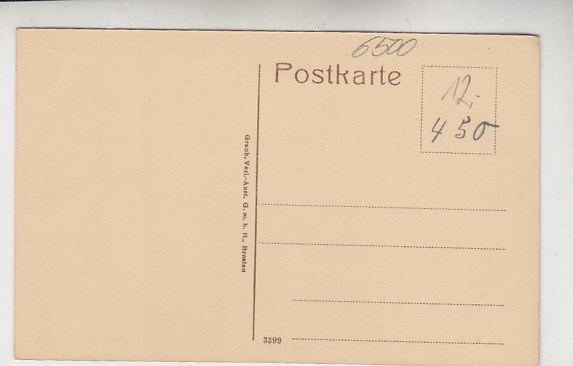 6500
Postkarte
12.-
450
Graph. Verl.-Anst. G. m. b. H., Breslau
3399